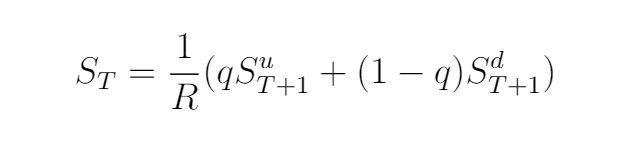 S_T = \frac{1}{R}(qS^u_{T+1} + (1 − q)S^d_{T+1})